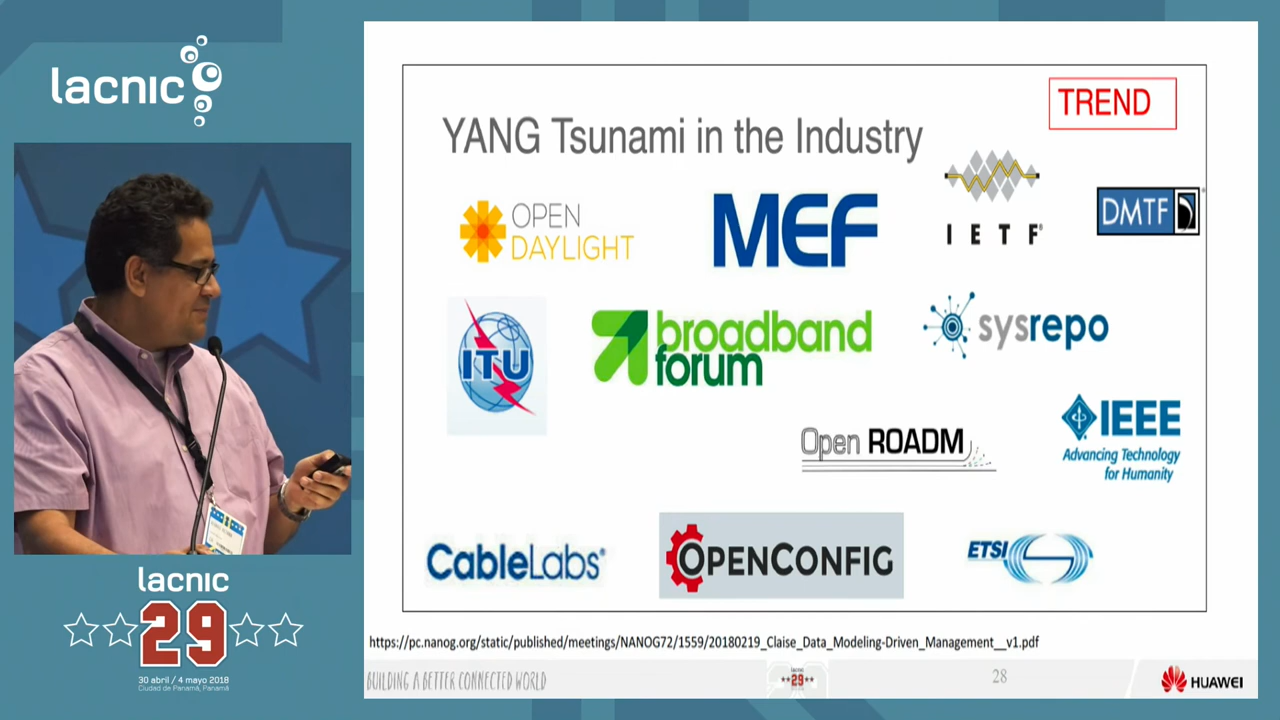 lacnic
TREND
YANG Tsunami in the Industry
OPEN
DAYLIGHT
MEF
IETF®
DMTF®
ITU
broadband
forum
sysrepo
Open ROADM
IEEE
Advancing Technology
for Humanity
CableLabs®
OPENCONFIG
ETSI
https://pc.nanog.org/static/published/meetings/NANOG72/1559/20180219_Claise_Data_Modeling-Driven_Management__v1.pdf
BUILDING A BETTER CONNECTED WORLD
lacnic
29
28
HUAWEI
lacnic
29
30 abril / 4 mayo 2018
Ciudad de Panamá, Panamá